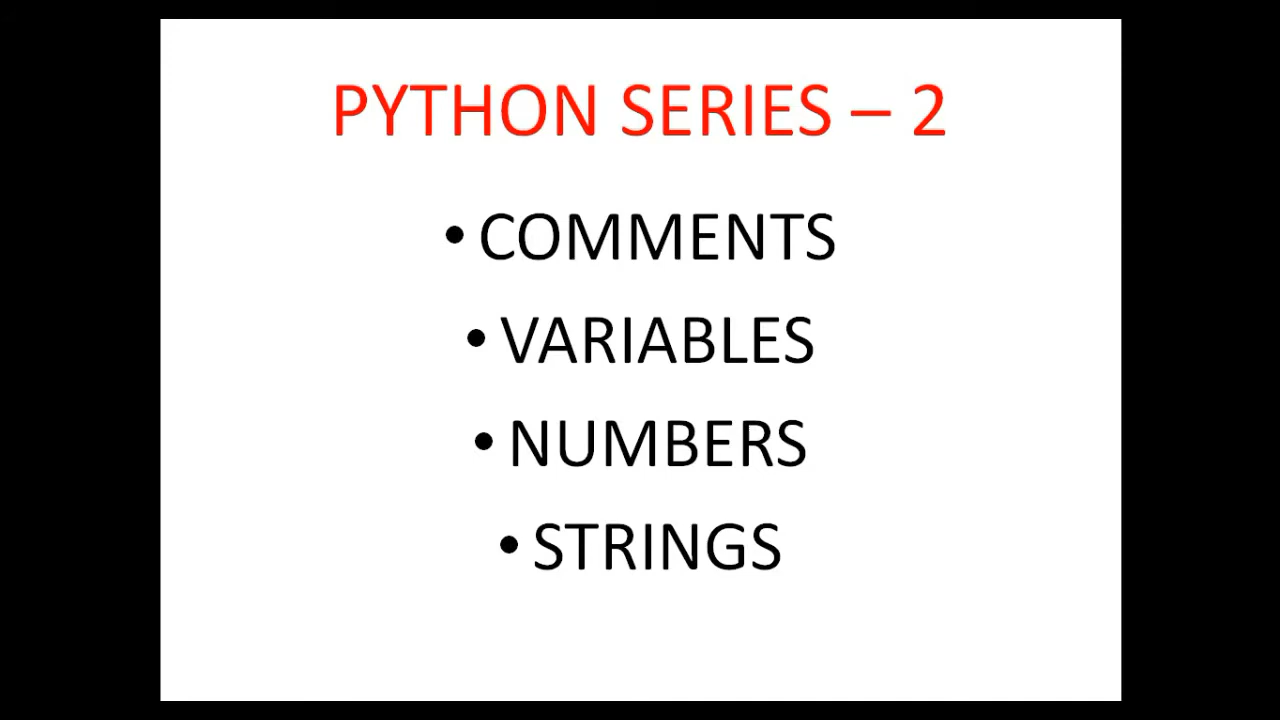 PYTHON SERIES – 2
• COMMENTS
• VARIABLES
• NUMBERS
• STRINGS